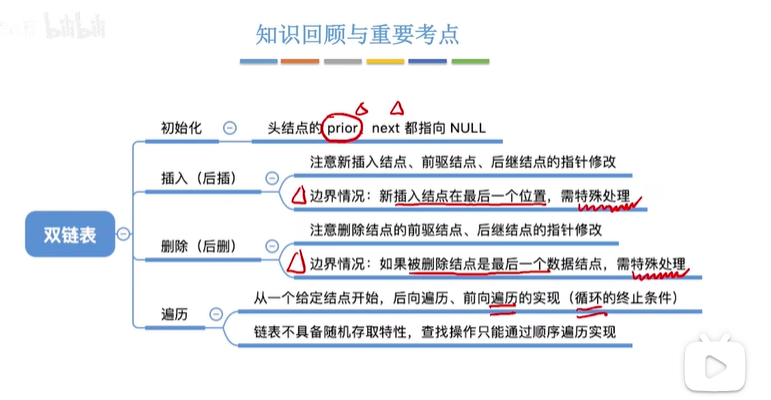 bilibili
知识回顾与重要考点
双链表
初始化
头结点的 prior、next 都指向 NULL
插入（后插）
注意新插入结点、前驱结点、后继结点的指针修改
边界情况：新插入结点在最后一个位置，需特殊处理
删除（后删）
注意删除结点的前驱结点、后继结点的指针修改
边界情况：如果被删除结点是最后一个数据结点，需特殊处理
遍历
从一个给定结点开始，后向遍历、前向遍历的实现（循环的终止条件）
链表不具备随机存取特性，查找操作只能通过顺序遍历实现